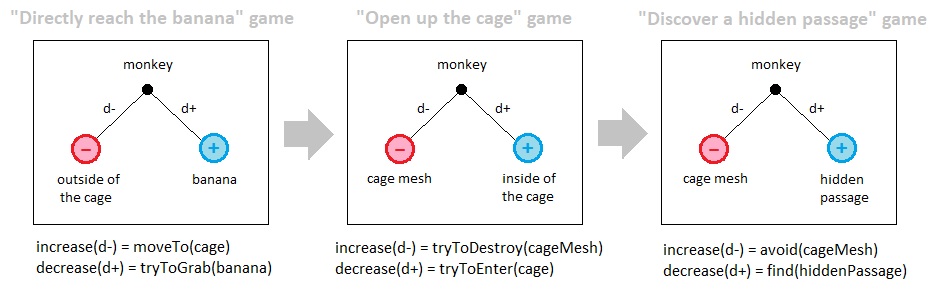 "Directly reach the banana" game
monkey
d-
d+
−
+
outside of
the cage
banana
increase(d-) = moveTo(cage)
decrease(d+) = tryToGrab(banana)
"Open up the cage" game
monkey
d-
d+
−
+
cage mesh
inside of
the cage
increase(d-) = tryToDestroy(cageMesh)
decrease(d+) = tryToEnter(cage)
"Discover a hidden passage" game
monkey
d-
d+
−
+
cage mesh
hidden
passage
increase(d-) = avoid(cageMesh)
decrease(d+) = find(hiddenPassage)